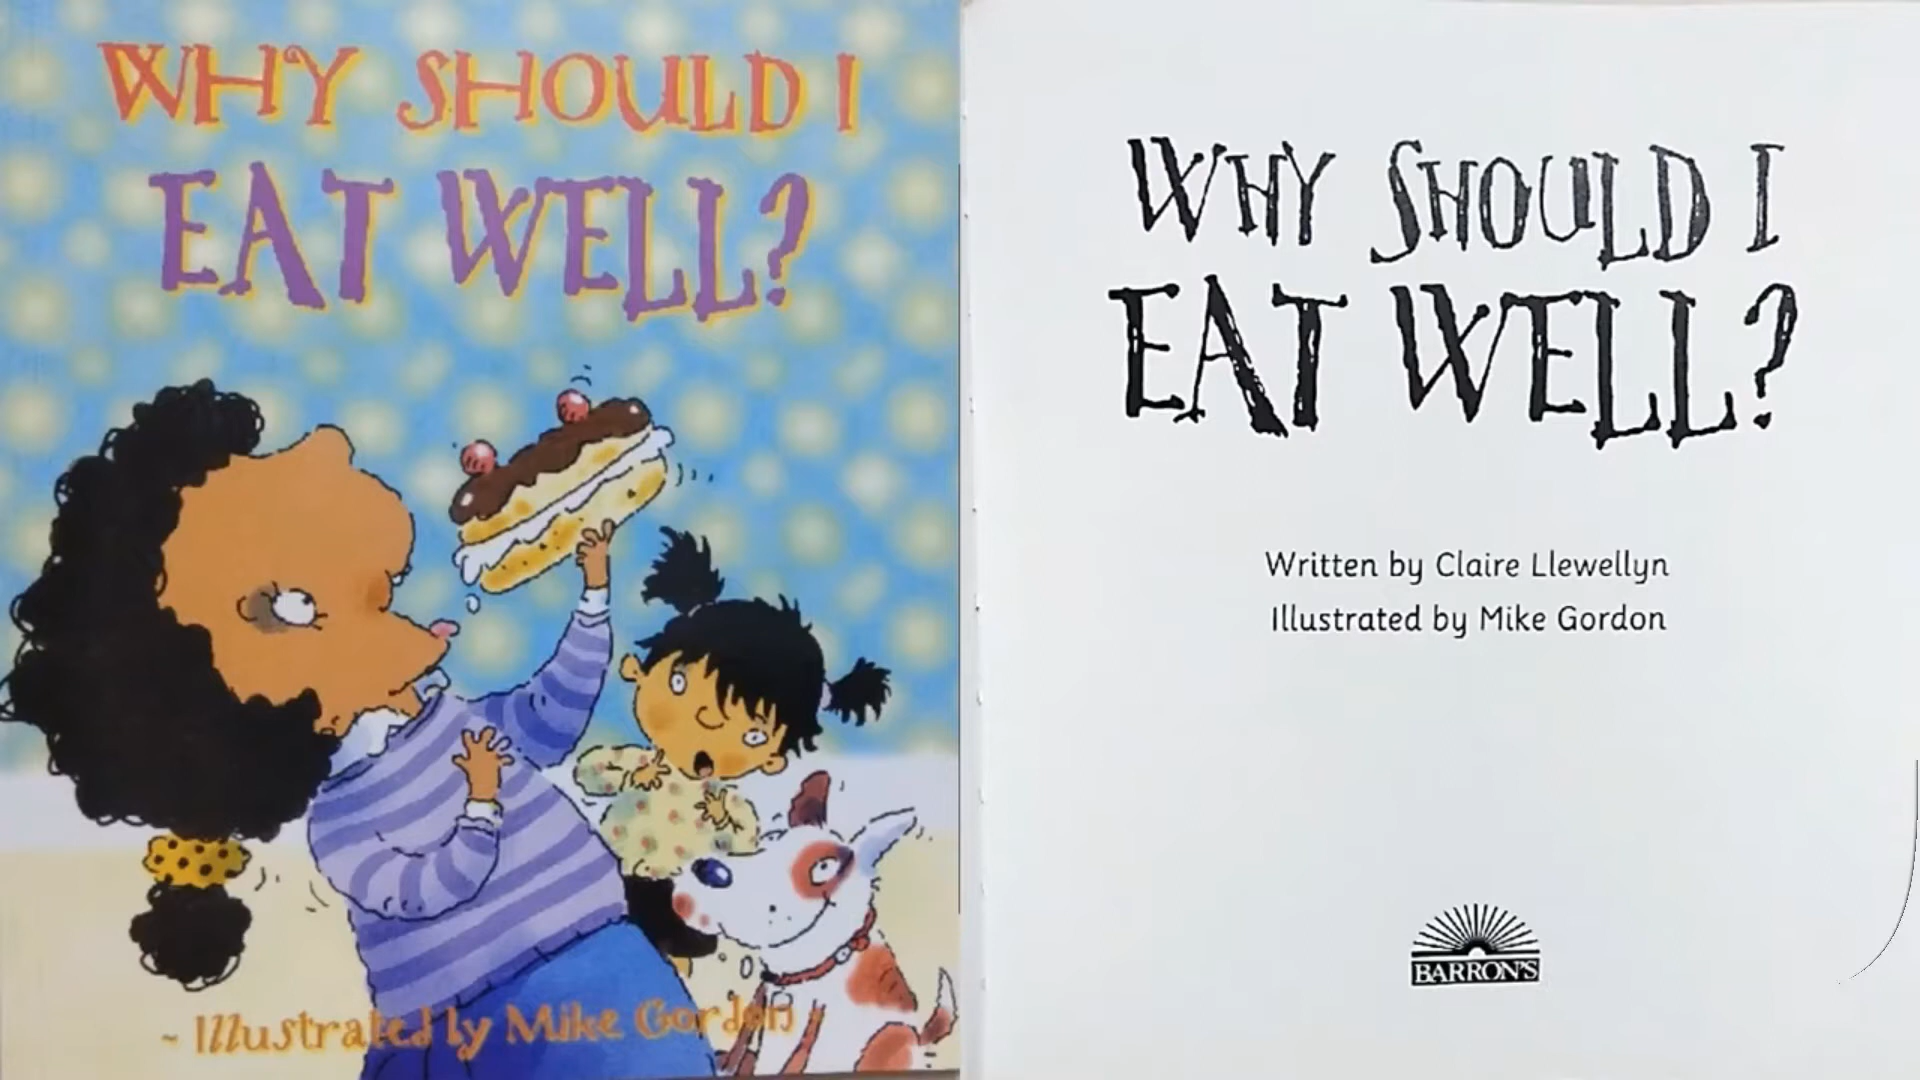 WHY SHOULD I
EAT WELL?
~ Illustrated by Mike Gordon ~
WHY SHOULD I
EAT WELL?
Written by Claire Llewellyn
Illustrated by Mike Gordon
BARRON'S